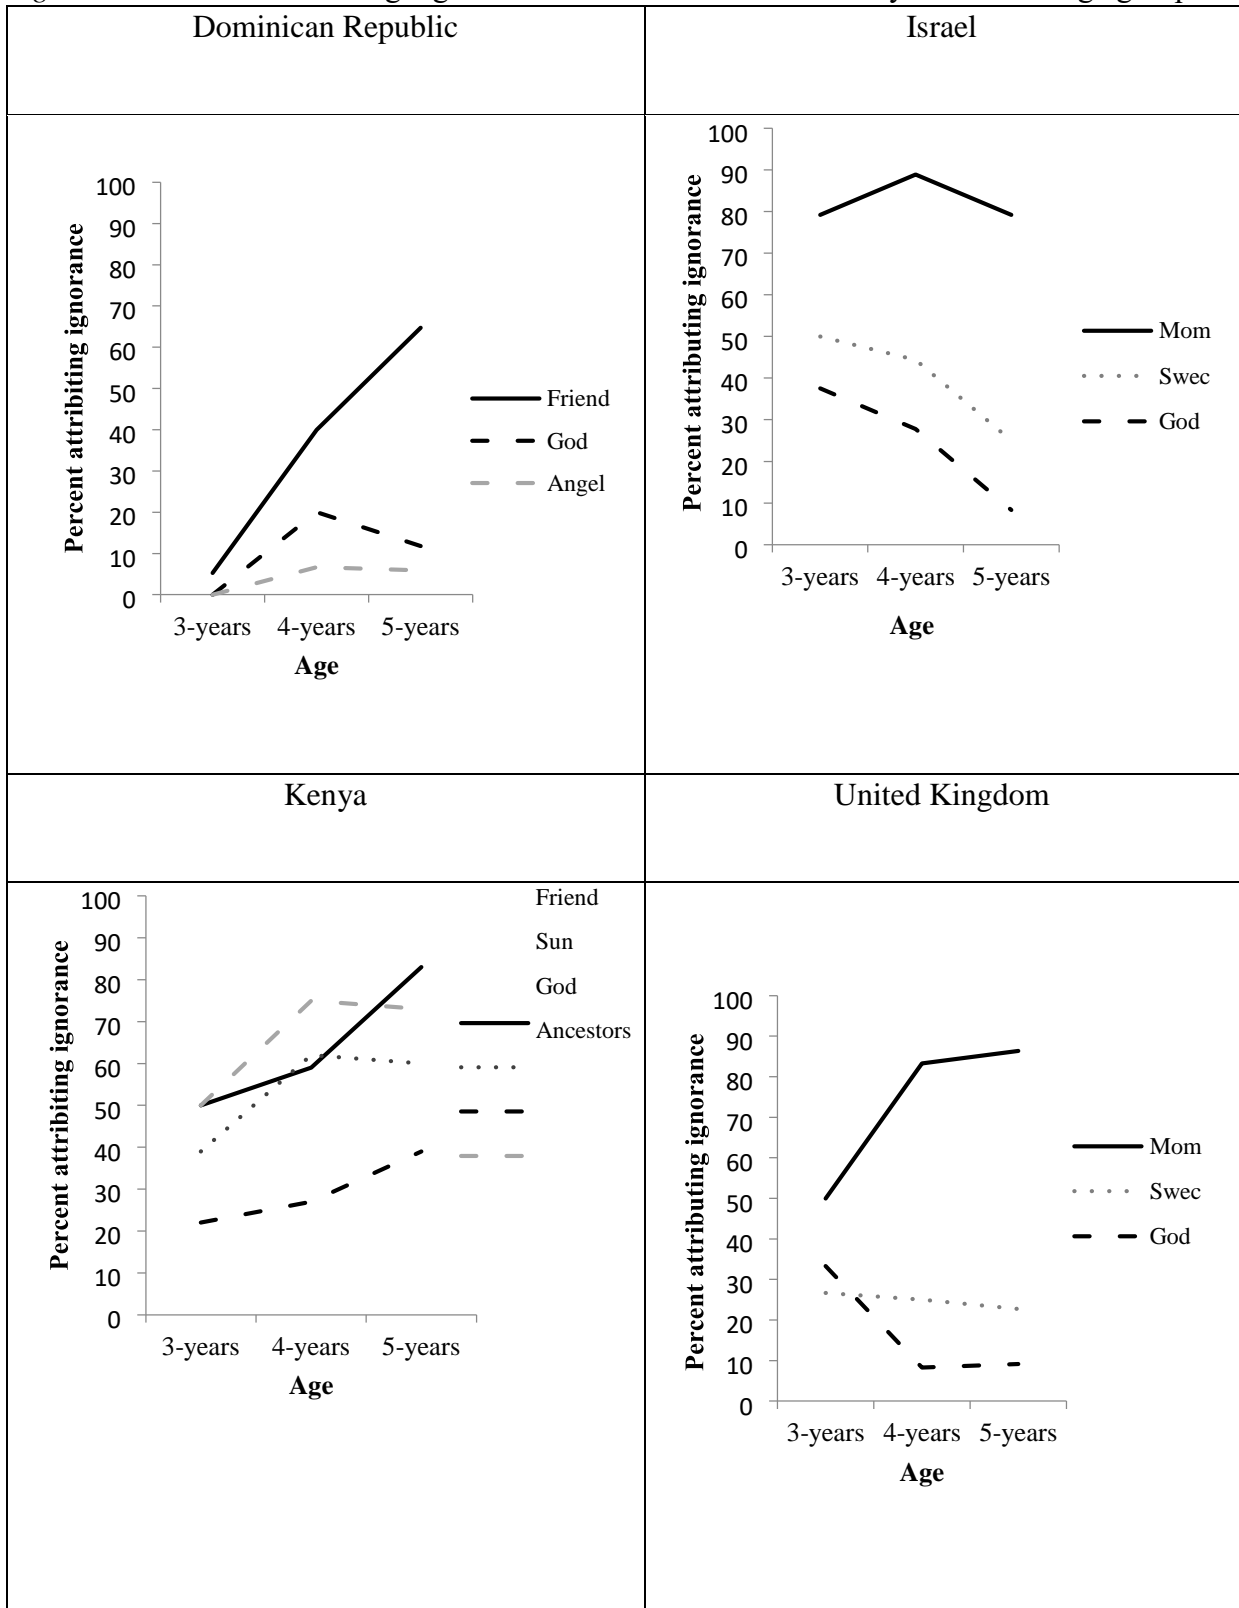 Dominican Republic
Israel
100
90
80
70
60
50
40
30
20
10
0
Percent attribiting ignorance
3-years 4-years 5-years
Age
Friend
God
Angel
100
90
80
70
60
50
40
30
20
10
0
Percent attributing ignorance
3-years 4-years 5-years
Age
Mom
Swec
God
Kenya
United Kingdom
100
90
80
70
60
50
40
30
20
10
0
Percent attribiting ignorance
3-years 4-years 5-years
Age
Friend
Sun
God
Ancestors
100
90
80
70
60
50
40
30
20
10
0
Percent attributing ignorance
3-years 4-years 5-years
Age
Mom
Swec
God